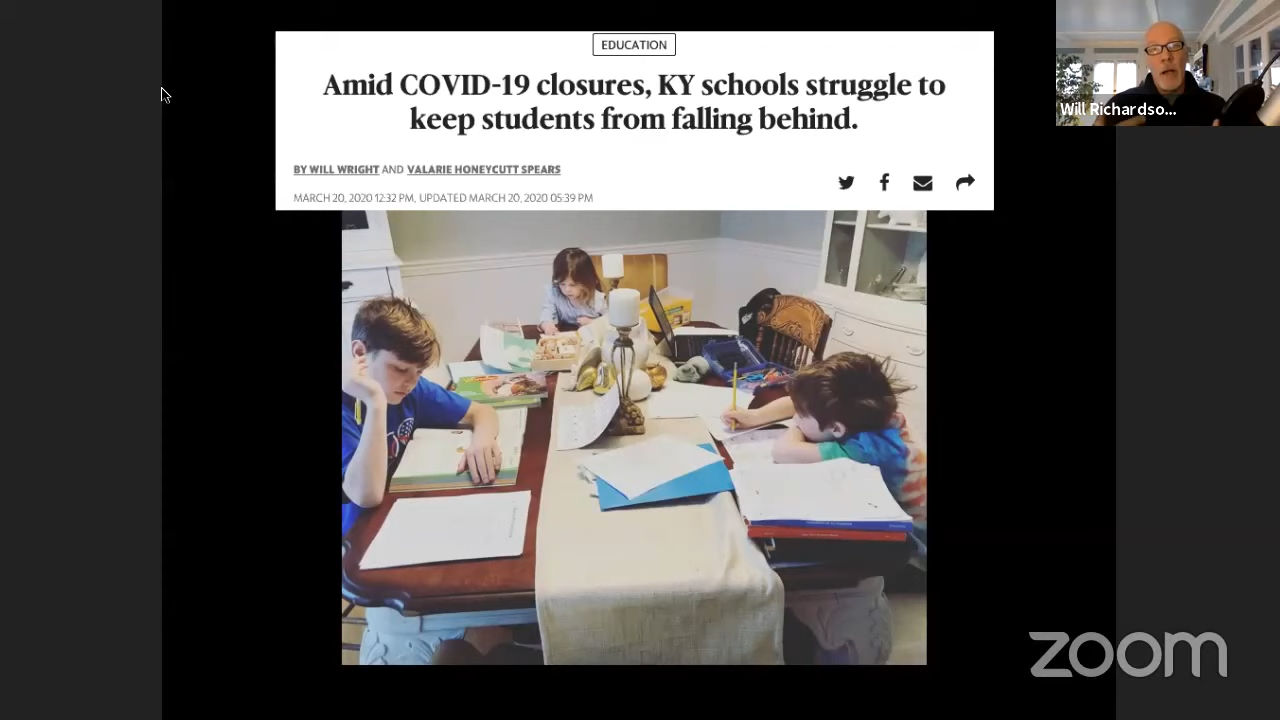 EDUCATION
Amid COVID-19 closures, KY schools struggle to
keep students from falling behind.
BY WILL WRIGHT AND VALARIE HONEYCUTT SPEARS
MARCH 20, 2020 12:32 PM, UPDATED MARCH 20, 2020 05:39 PM
Will Richardso...
zoom